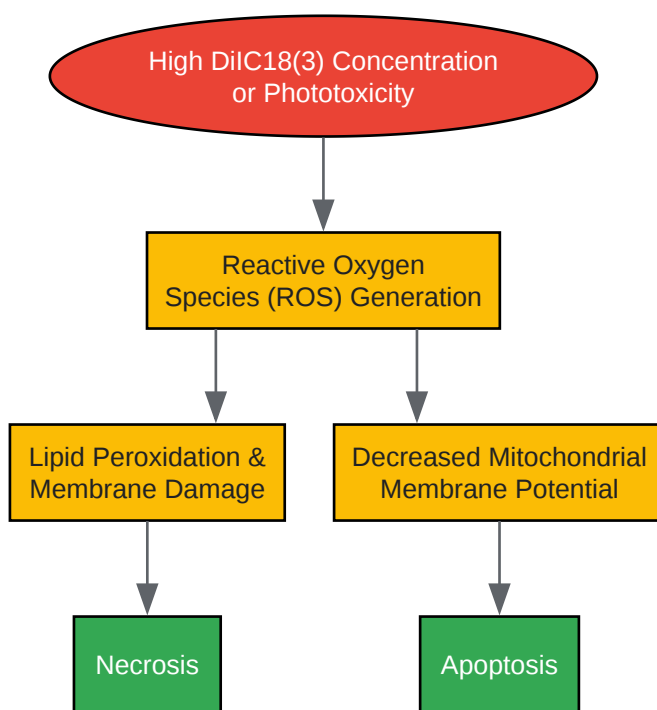 High DiIC18(3) Concentration
or Phototoxicity
Reactive Oxygen
Species (ROS) Generation
Lipid Peroxidation &
Membrane Damage
Decreased Mitochondrial
Membrane Potential
Necrosis
Apoptosis